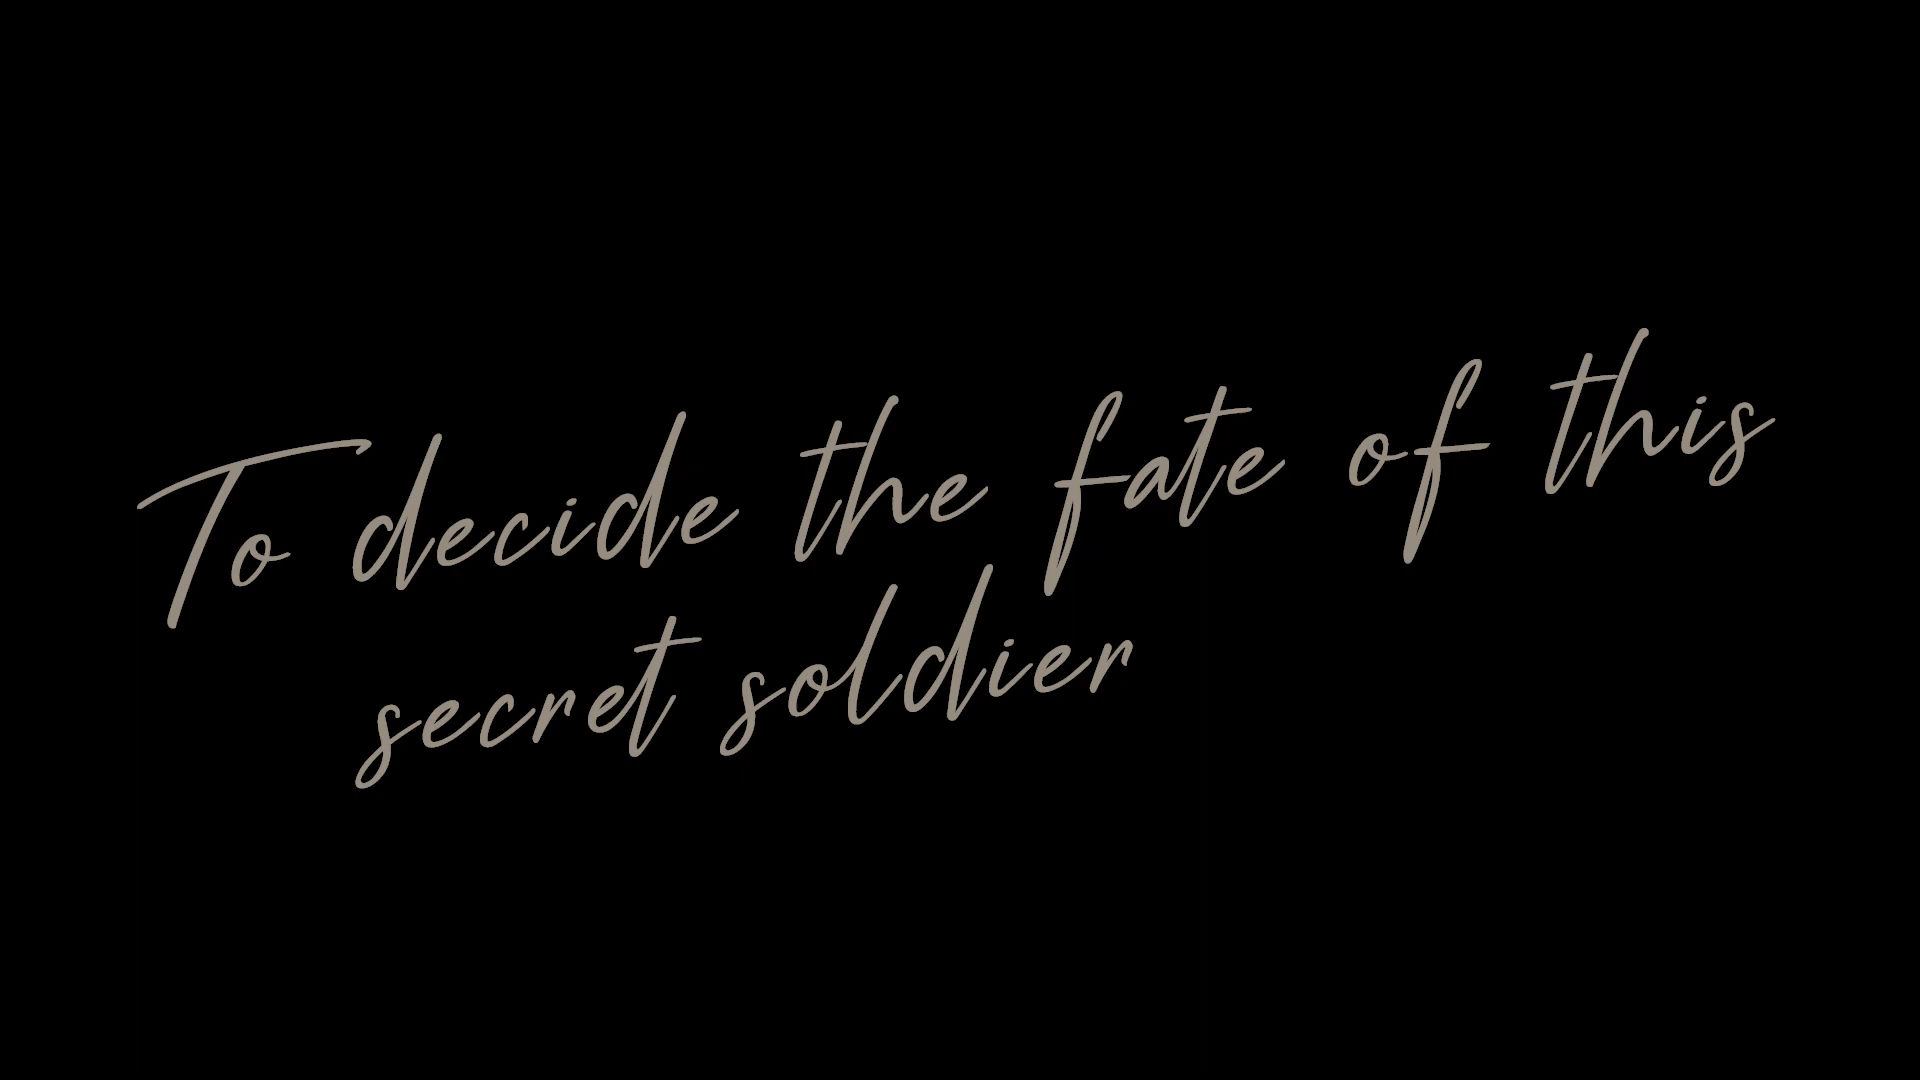 To decide the fate of this
secret soldier